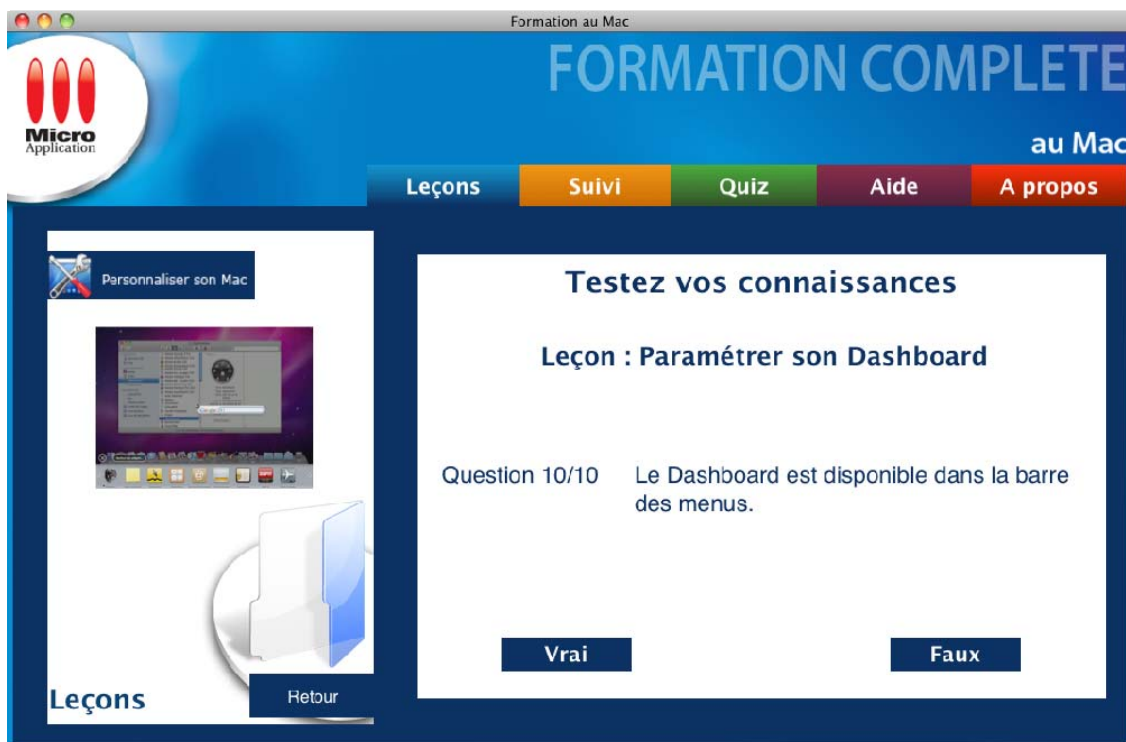 Formation au Mac
FORMATION COMPLETE
au Mac
Micro
Application
Leçons
Suivi
Quiz
Aide
A propos
Personnaliser son Mac
Testez vos connaissances
Leçon : Paramétrer son Dashboard
Question 10/10
Le Dashboard est disponible dans la barre
des menus.
Vrai
Faux
Leçons
Retour